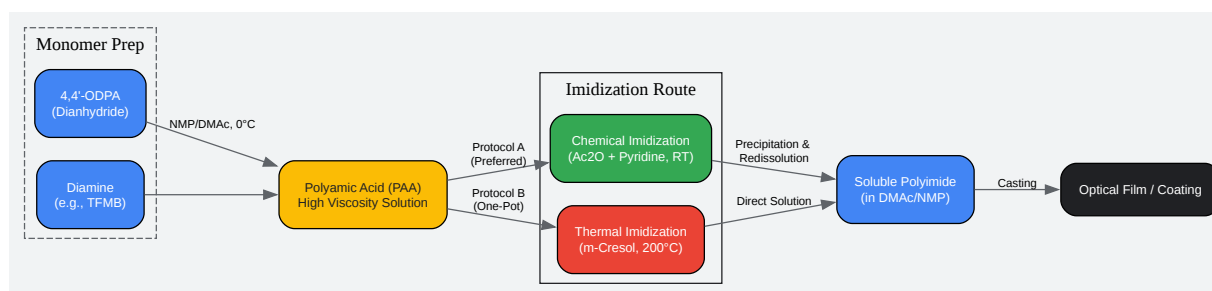 Monomer Prep
4,4'-ODPA
(Dianhydride)
NMP/DMAc, 0°C
Diamine
(e.g., TFMB)
Polyamic Acid (PAA)
High Viscosity Solution
Protocol A
(Preferred)
Protocol B
(One-Pot)
Imidization Route
Chemical Imidization
(Ac2O + Pyridine, RT)
Thermal Imidization
(m-Cresol, 200°C)
Precipitation &
Redissolution
Direct Solution
Soluble Polyimide
(in DMAc/NMP)
Casting
Optical Film / Coating